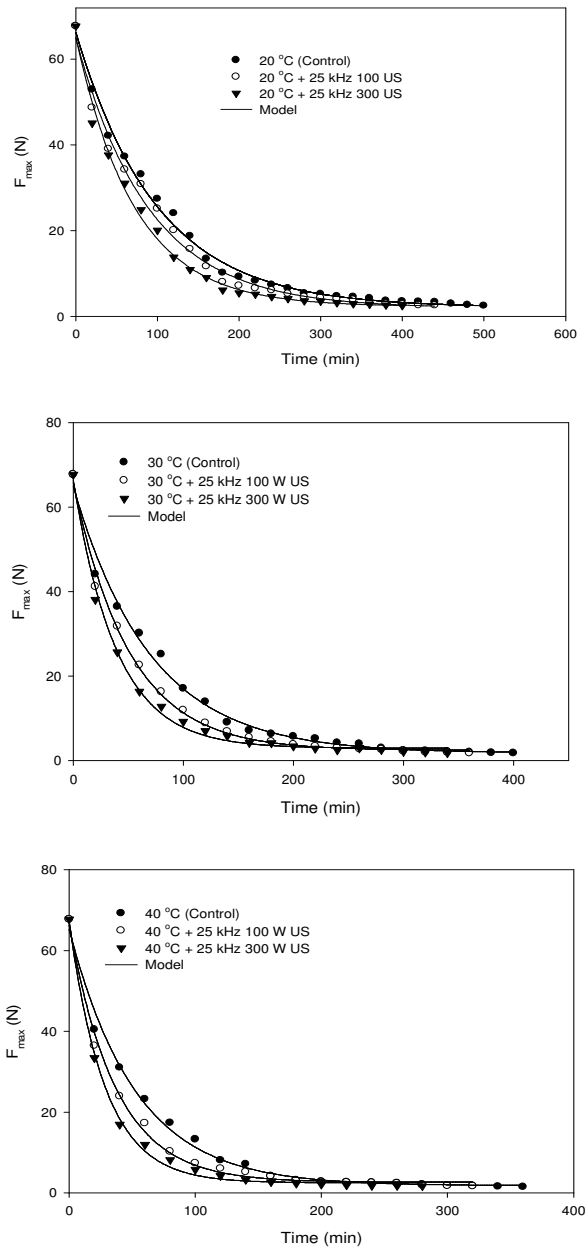 60
40
20
0
F_max (N)
● 20 °C (Control)
○ 20 °C + 25 kHz 100 US
▼ 20 °C + 25 kHz 300 US
— Model
0 100 200 300 400 500 600
Time (min)
80
60
40
20
0
F_max (N)
● 30 °C (Control)
○ 30 °C + 25 kHz 100 W US
▼ 30 °C + 25 kHz 300 W US
— Model
0 100 200 300 400
Time (min)
80
60
40
20
0
F_max (N)
● 40 °C (Control)
○ 40 °C + 25 kHz 100 W US
▼ 40 °C + 25 kHz 300 W US
— Model
0 100 200 300 400
Time (min)